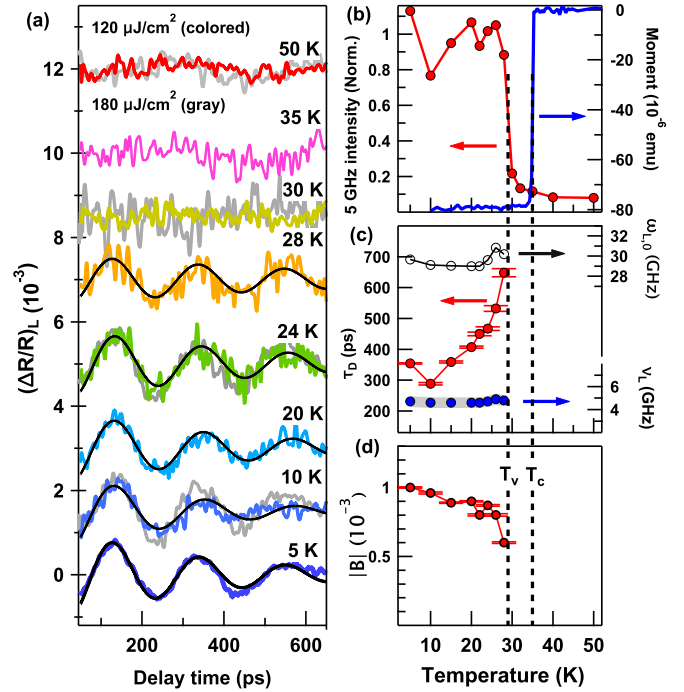 (a)
120 μJ/cm² (colored)
50 K
180 μJ/cm² (gray)
35 K
30 K
28 K
24 K
20 K
10 K
5 K
12
10
8
6
4
2
0
(ΔR/R)L (10⁻³)
200
400
600
Delay time (ps)
(b)
1
0.8
0.6
0.4
0.2
5 GHz intensity (Norm.)
0
-20
-40
-60
-80
Moment (10⁻⁶ emu)
(c)
700
600
500
400
300
200
τD (ps)
31
30
28
ωL,0 (GHz)
5
4
νL (GHz)
(d)
Tv
Tc
1
0.5
|B| (10⁻³)
10
20
30
40
50
Temperature (K)